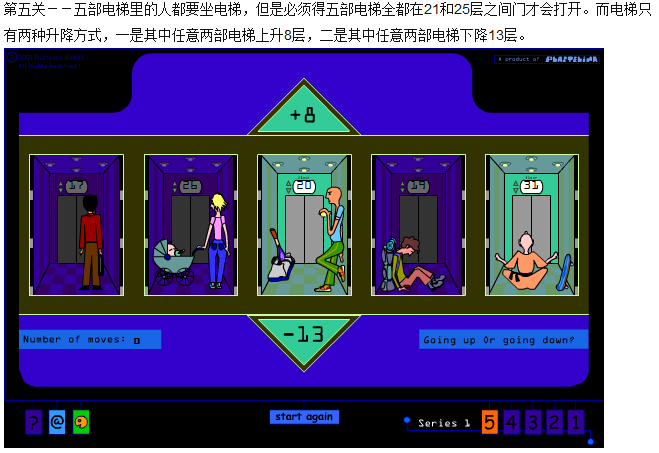 第五关－－五部电梯里的人都要坐电梯，但是必须得五部电梯全都在21和25层之间门才会打开。而电梯只
有两种升降方式，一是其中任意两部电梯上升8层，二是其中任意两部电梯下降13层。
A product of PLASTELINA
+8
17
26
20
19
31
-13
Number of moves: 0
Going up Or going down?
?
@
start again
Series 1 5 4 3 2 1